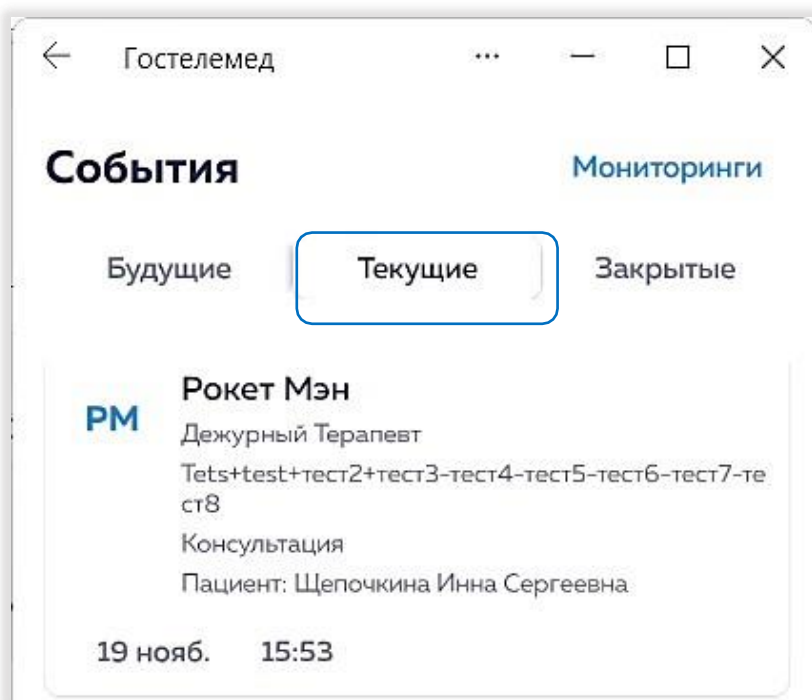 Гостелемед
События Мониторинги
Будущие Текущие Закрытые
РМ
Рокет Мэн
Дежурный Терапевт
Tets+test+тест2+тест3-тест4-тест5-тест6-тест7-те
ст8
Консультация
Пациент: Щепочкина Инна Сергеевна
19 нояб. 15:53